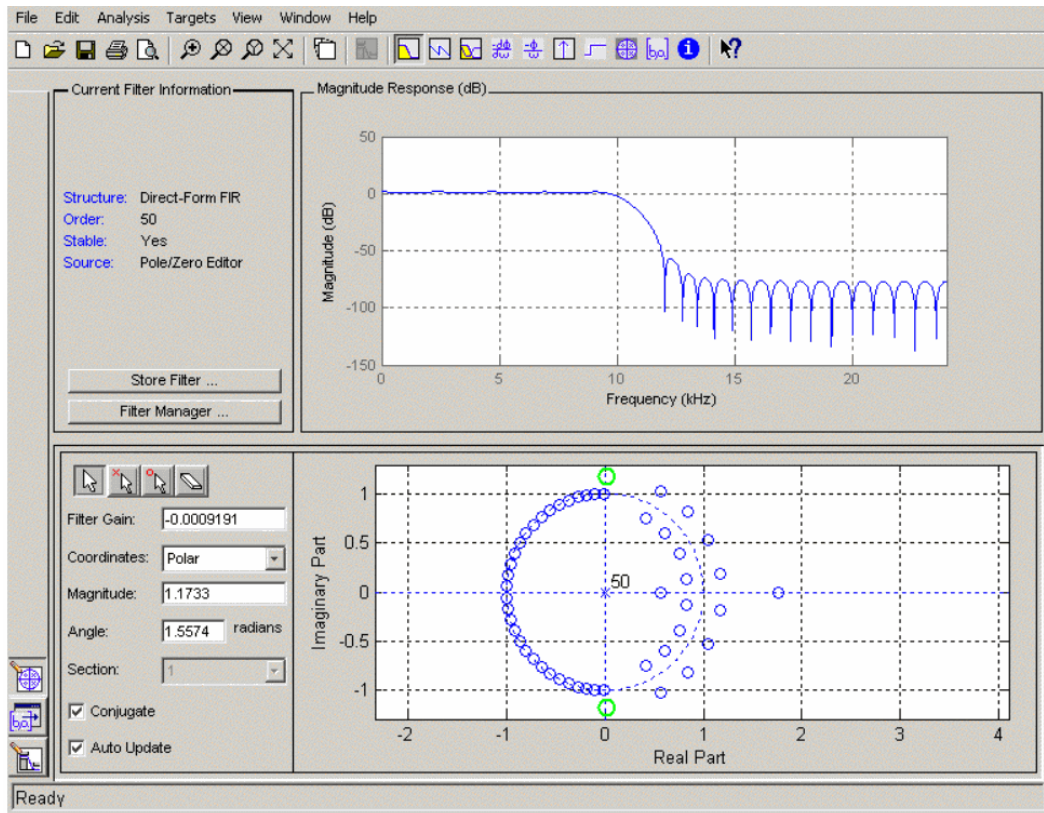 File Edit Analysis Targets View Window Help
Current Filter Information
Structure: Direct-Form FIR
Order: 50
Stable: Yes
Source: Pole/Zero Editor
Store Filter ...
Filter Manager ...
Magnitude Response (dB)
Magnitude (dB)
50
0
-50
-100
-150
0 5 10 15 20
Frequency (kHz)
Filter Gain: -0.0009191
Coordinates: Polar
Magnitude: 1.1733
Angle: 1.5574 radians
Section: 1
Conjugate
Auto Update
Imaginary Part
1
0.5
0
-0.5
-1
50
-2 -1 0 1 2 3 4
Real Part
Ready